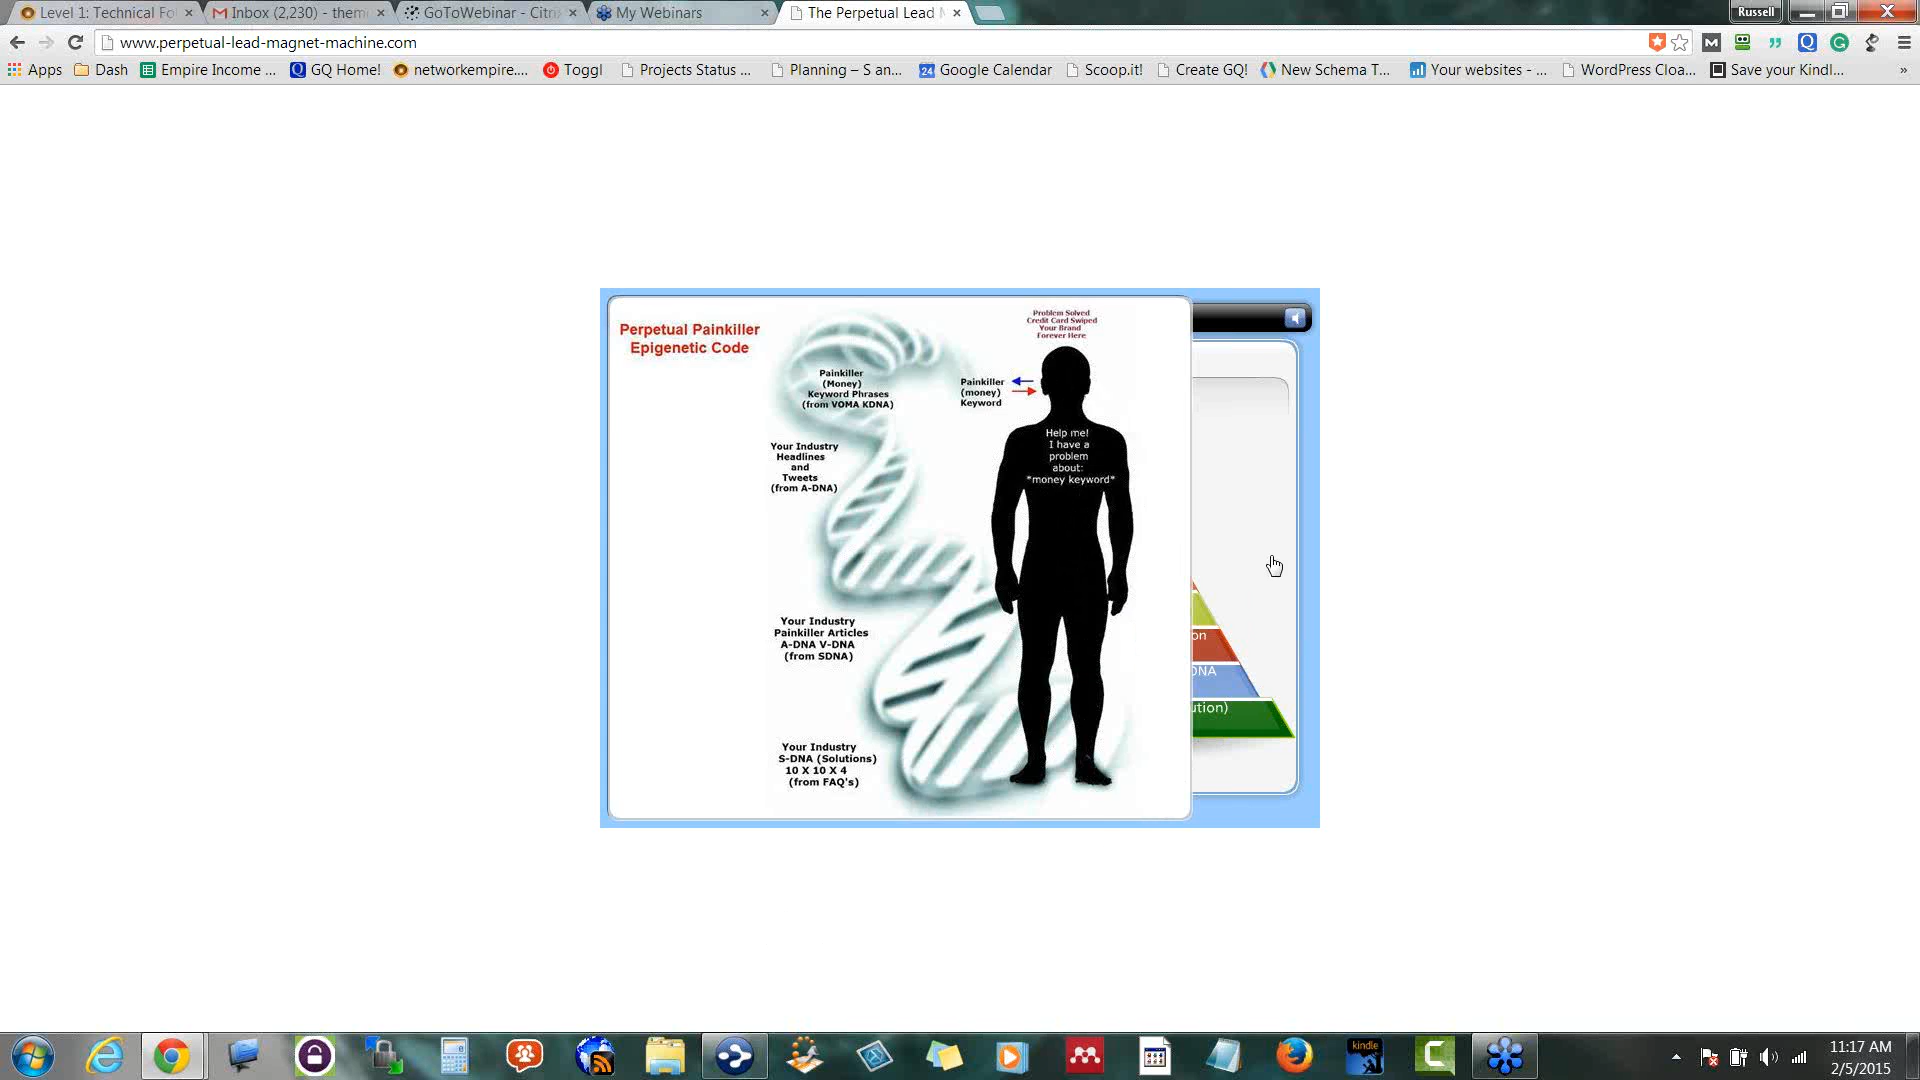 Level 1: Technical Fo
Inbox (2,230) - them
GoToWebinar - Citri
My Webinars
The Perpetual Lead M
Russell
www.perpetual-lead-magnet-machine.com
Apps
Dash
Empire Income ...
GQ Home!
networkempire....
Toggl
Projects Status ...
Planning – S an...
24
Google Calendar
Scoop.it!
Create GQ!
New Schema T...
Your websites - ...
WordPress Cloa...
Save your Kindl...
Perpetual Painkiller
Epigenetic Code
Problem Solved
Credit Card Swiped
Your Brand
Forever Here
Painkiller
(Money)
Keyword Phrases
(from VOMA KDNA)
Painkiller
(money)
Keyword
Help me!
I have a
problem
about:
*money keyword*
Your Industry
Headlines
and
Tweets
(from A-DNA)
Your Industry
Painkiller Articles
A-DNA V-DNA
(from SDNA)
Your Industry
S-DNA (Solutions)
10 X 10 X 4
(from FAQ's)
on
DNA
ution)
kindle
11:17 AM
2/5/2015